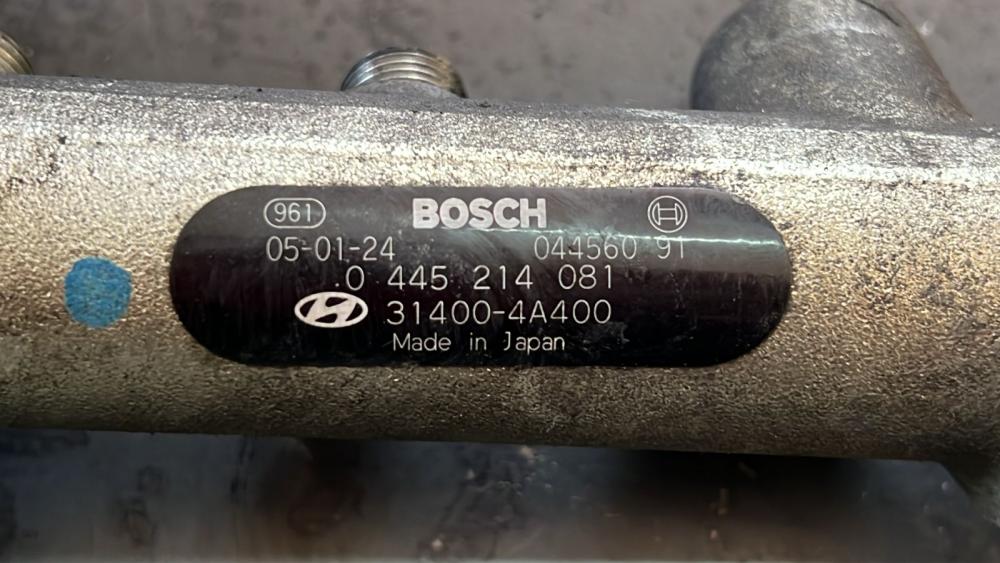 961 BOSCH
05-01-24 044560 91
0 445 214 081
31400-4A400
Made in Japan